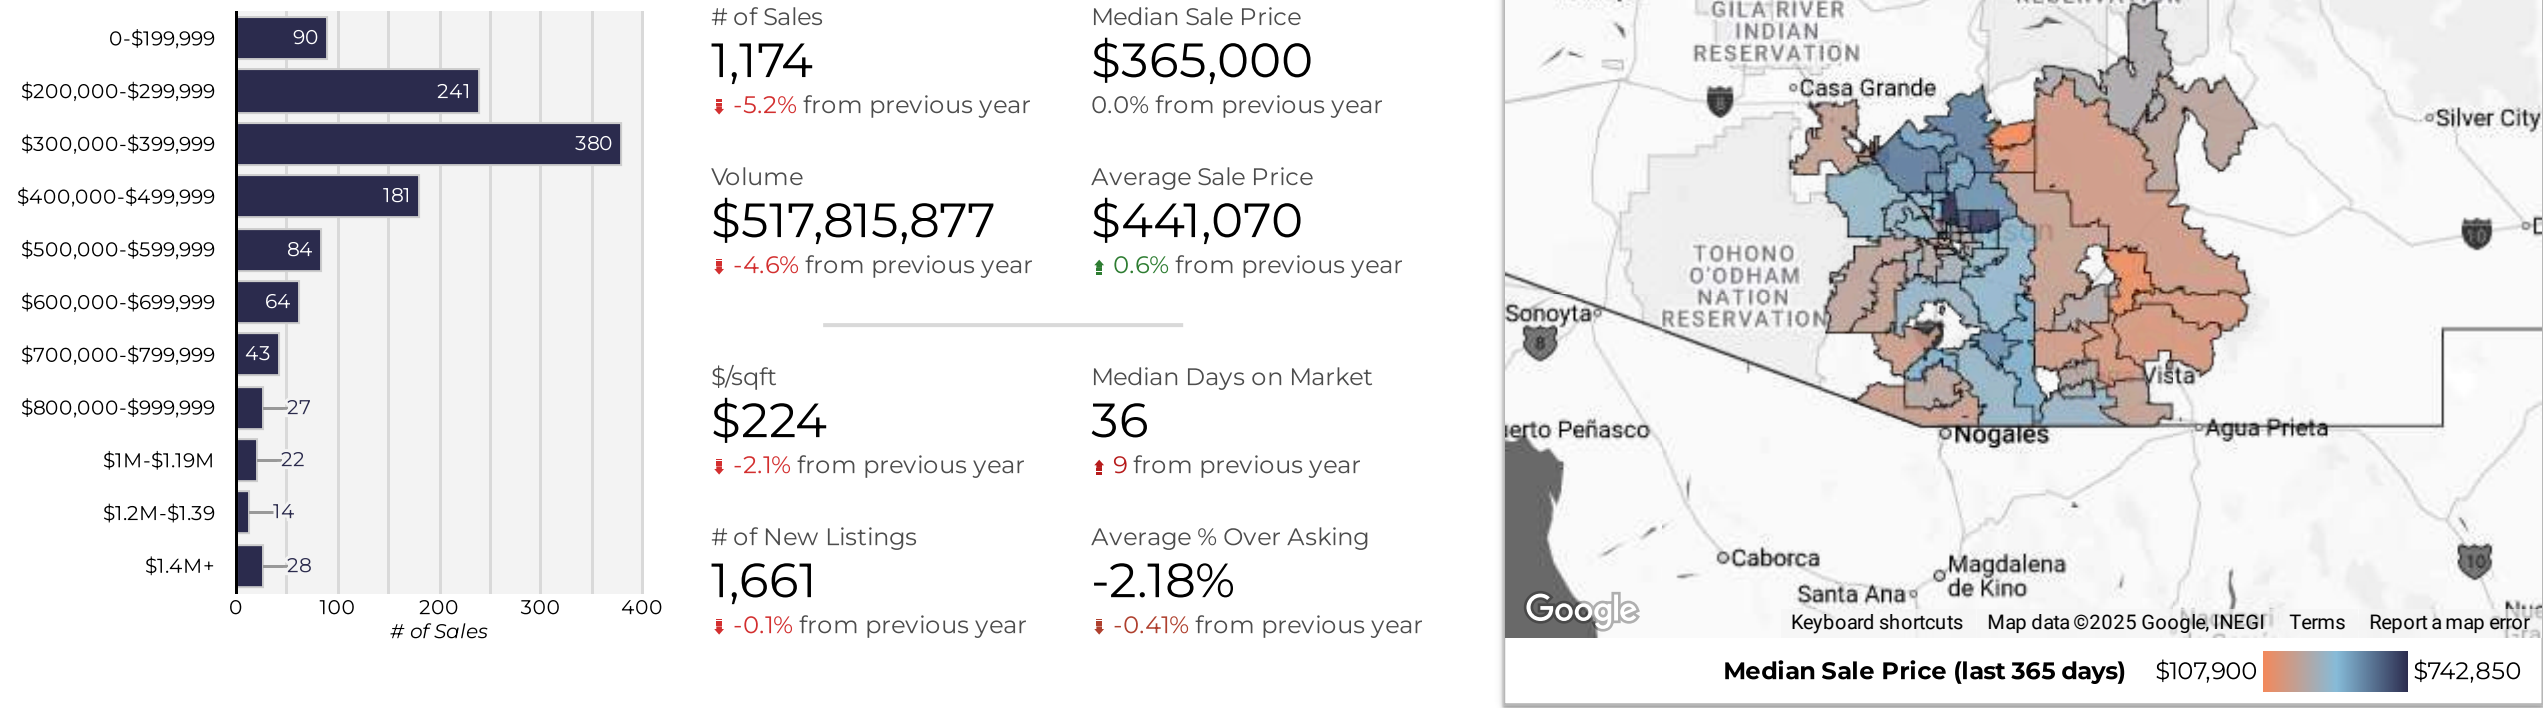 0-$199,999
90
$200,000-$299,999
241
$300,000-$399,999
380
$400,000-$499,999
181
$500,000-$599,999
84
$600,000-$699,999
64
$700,000-$799,999
43
$800,000-$999,999
27
$1M-$1.19M
22
$1.2M-$1.39
14
$1.4M+
28
0 100 200 300 400
# of Sales
# of Sales
1,174
-5.2% from previous year
Median Sale Price
$365,000
0.0% from previous year
Volume
$517,815,877
-4.6% from previous year
Average Sale Price
$441,070
0.6% from previous year
$/sqft
$224
-2.1% from previous year
Median Days on Market
36
9 from previous year
# of New Listings
1,661
-0.1% from previous year
Average % Over Asking
-2.18%
-0.41% from previous year
GILA RIVER
INDIAN
RESERVATION
Casa Grande
8
Silver City
10
TOHONO
O'ODHAM
NATION
RESERVATION
Sonoyta
8
Vista
Nogales
Agua Prieta
erto Peñasco
Caborca
Magdalena
de Kino
Santa Ana
10
Google
Keyboard shortcuts Map data ©2025 Google, INEGI Terms Report a map error
Median Sale Price (last 365 days) $107,900 $742,850